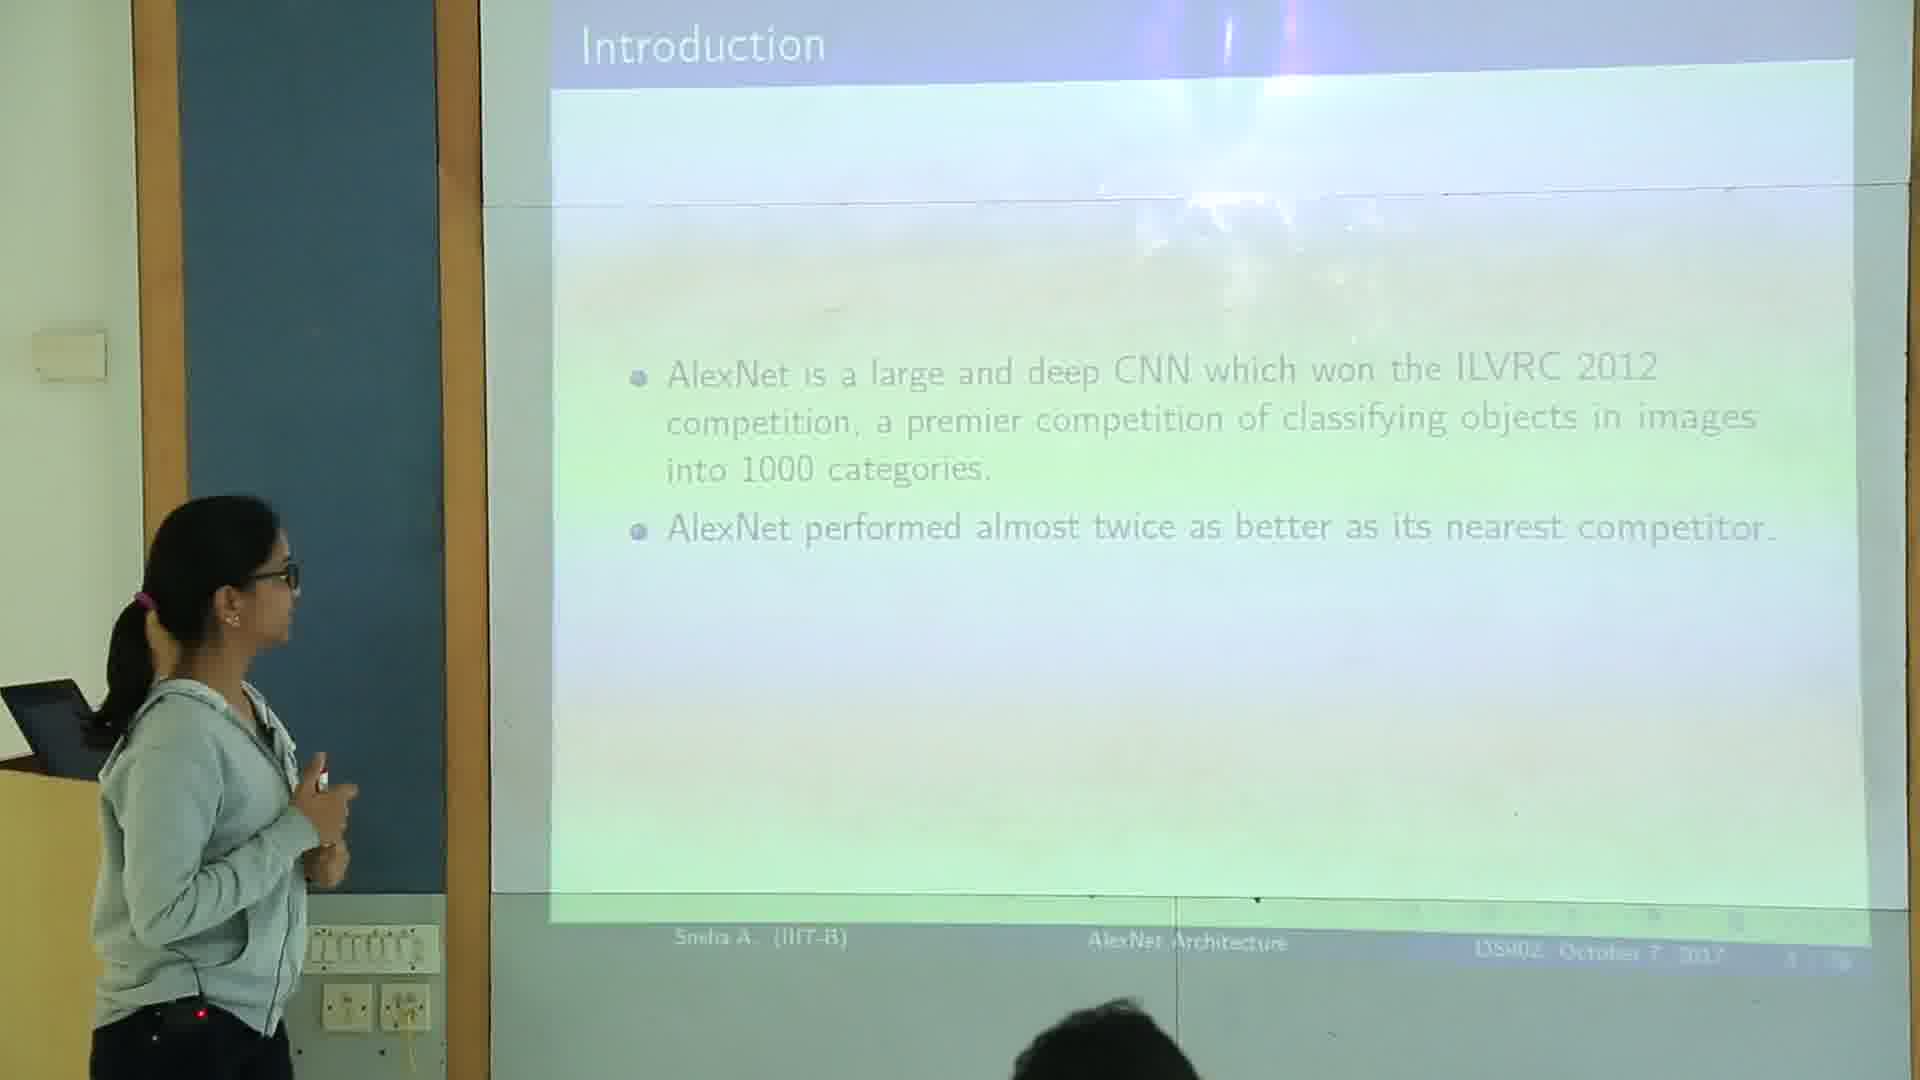 Introduction
AlexNet is a large and deep CNN which won the ILVRC 2012
competition, a premier competition of classifying objects in images
into 1000 categories.
AlexNet performed almost twice as better as its nearest competitor.
Sneha A. (IIIT-B)
AlexNet Architecture
October 7, 2017